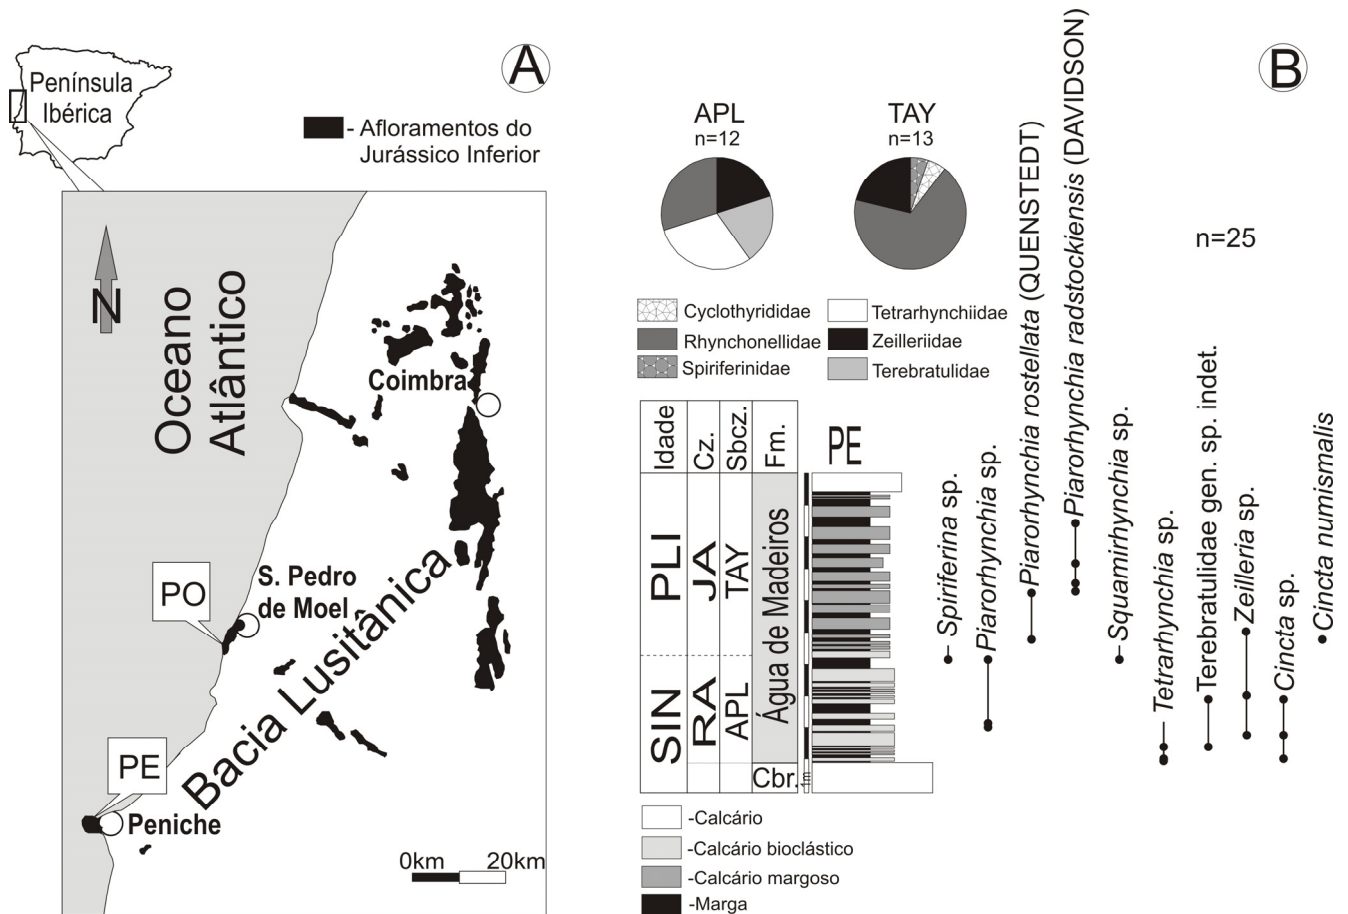 A
Península
Ibérica
- Afloramentos do
Jurássico Inferior
N
Oceano
Atlântico
Coimbra
PO
S. Pedro
de Moel
Bacia Lusitânica
PE
Peniche
0km
20km
B
APL
n=12
TAY
n=13
n=25
Cyclothyrididae
Rhynchonellidae
Spiriferinidae
Tetrarhynchiidae
Zeilleriidae
Terebratulidae
Idade
Cz.
Sbcz.
Fm.
PE
PLI
JA
TAY
Água de Madeiros
SIN
RA
APL
Cbr.
1m
Spiriferina sp.
Piarorhynchia sp.
Piarorhynchia rostellata (QUENSTEDT)
Piarorhynchia radstockiensis (DAVIDSON)
Squamirhynchia sp.
Tetrarhynchia sp.
Terebratulidae gen. sp. indet.
Zeilleria sp.
Cincta sp.
Cincta numismalis
-Calcário
-Calcário bioclástico
-Calcário margoso
-Marga